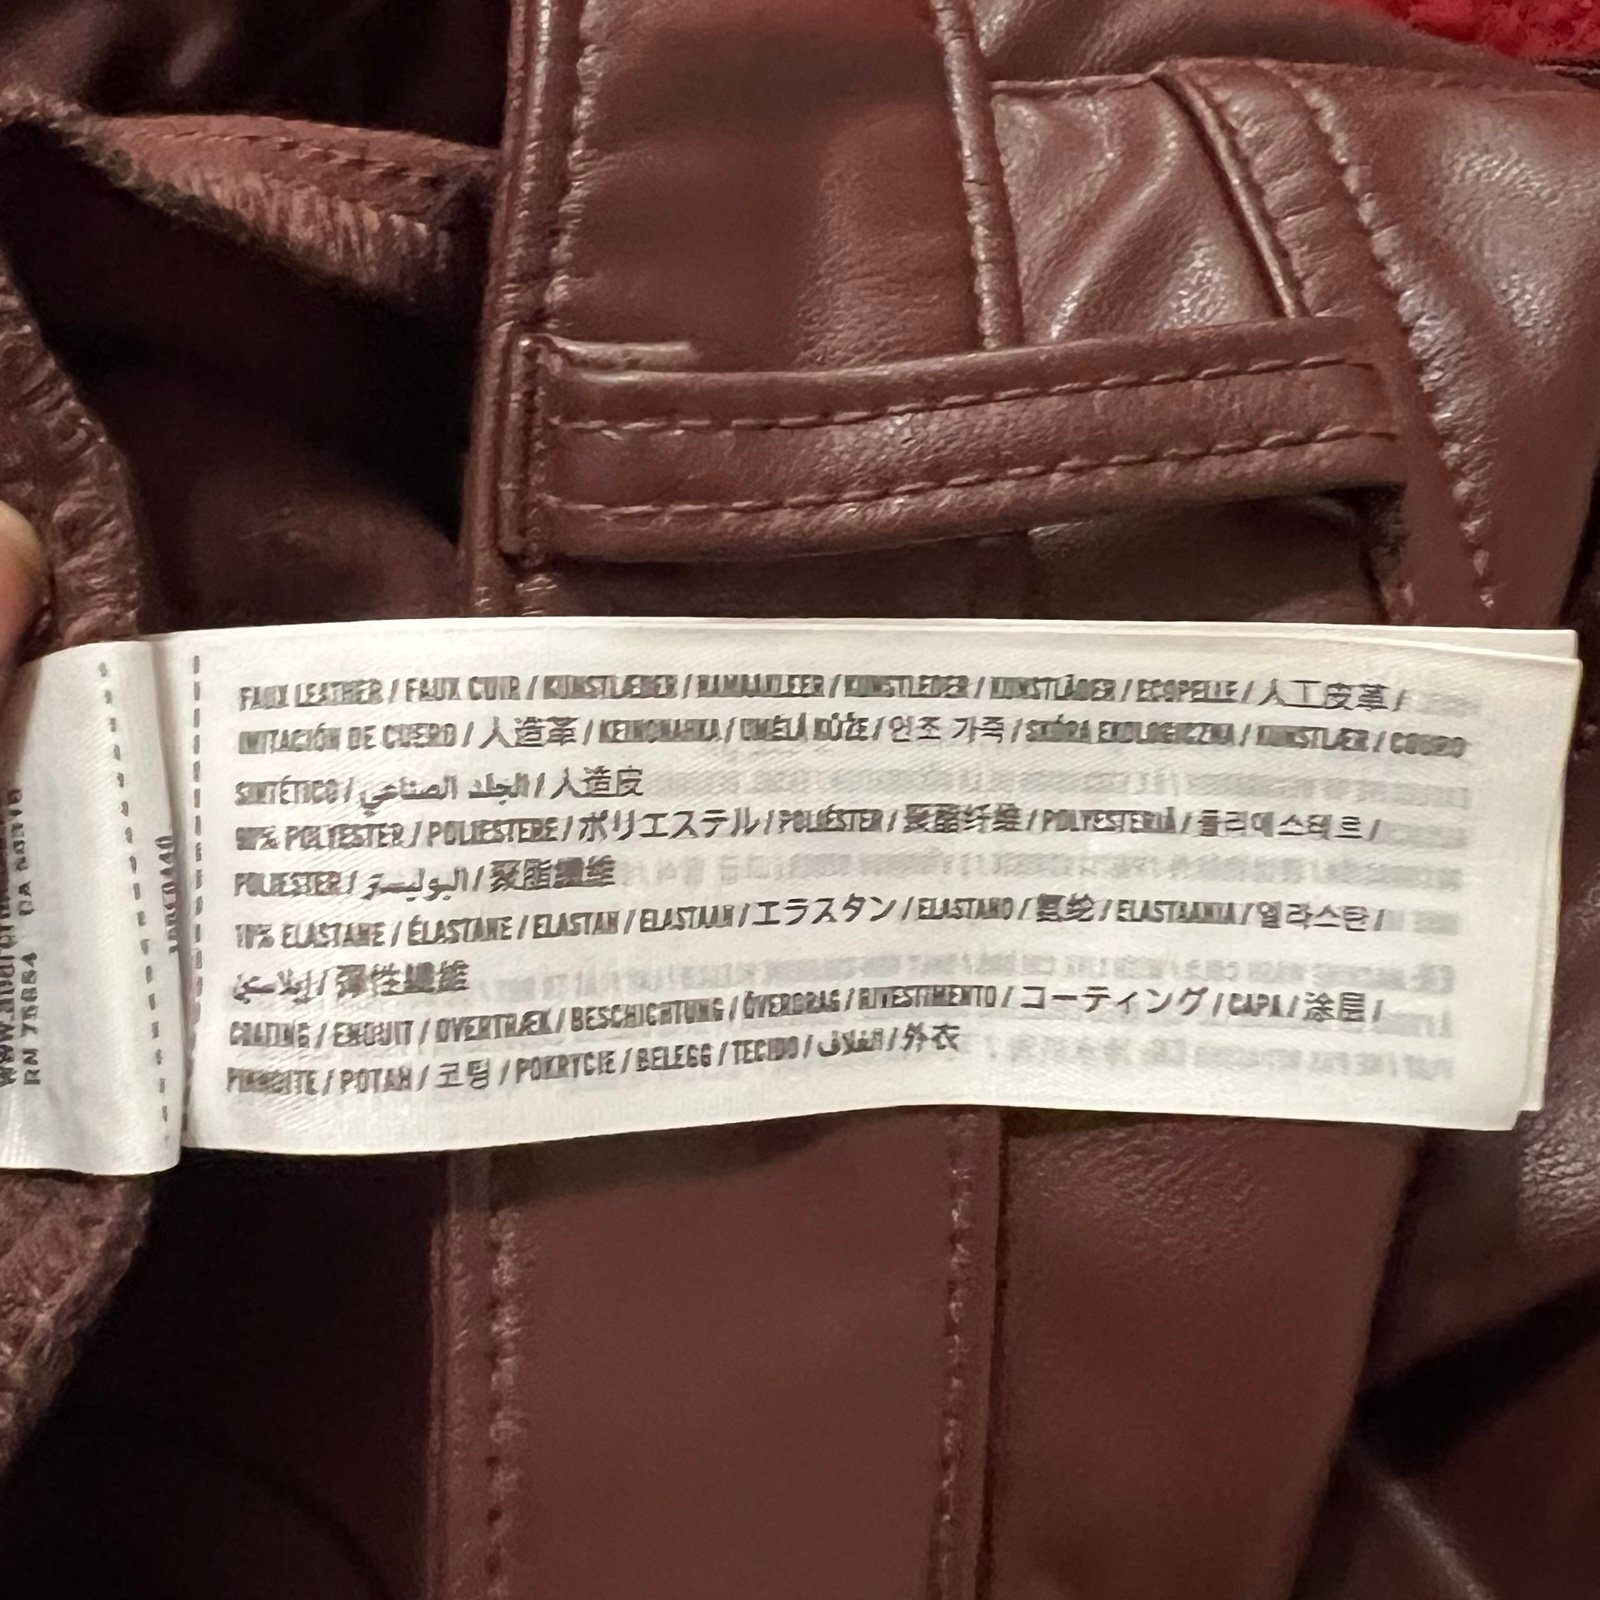 FAUX LEATHER / FAUX CUIR / KUNSTLÆDER / NAHAKLEER / KUNSTLEDER / KUNSTLÄDER / ECOPELLE / 人工皮革 /
IMITACIÓN DE CUERO / 人造革 / KEINONAHKA / UMĚLÁ KŮŽE / 인조 가죽 / SKÓRA EKOLOGICZNA / KUNSTLÆR / COURO
SINTÉTICO / الجلد الصناعي / 人造皮
90% POLYESTER / POLIESTERE / ポリエステル / POLIÉSTER / 聚酯纤维 / POLYESTERIÄ / 폴리에스테르 /
POLIESTER / البوليستر / 聚酯纖維
10% ELASTANE / ÉLASTANE / ELASTAN / ELASTAAN / エラスタン / ELASTANO / 氨纶 / ELASTAANIA / 엘라스탄 /
إيلاستين / 彈性纖維
COATING / ENDUIT / OVERTRÆK / BESCHICHTUNG / ÖVERDRAG / RIVESTIMENTO / コーティング / CAPA / 涂层 /
PINNOITE / POTAH / 코팅 / POKRYCIE / BELEGG / TECIDO / الغلاف / 外衣